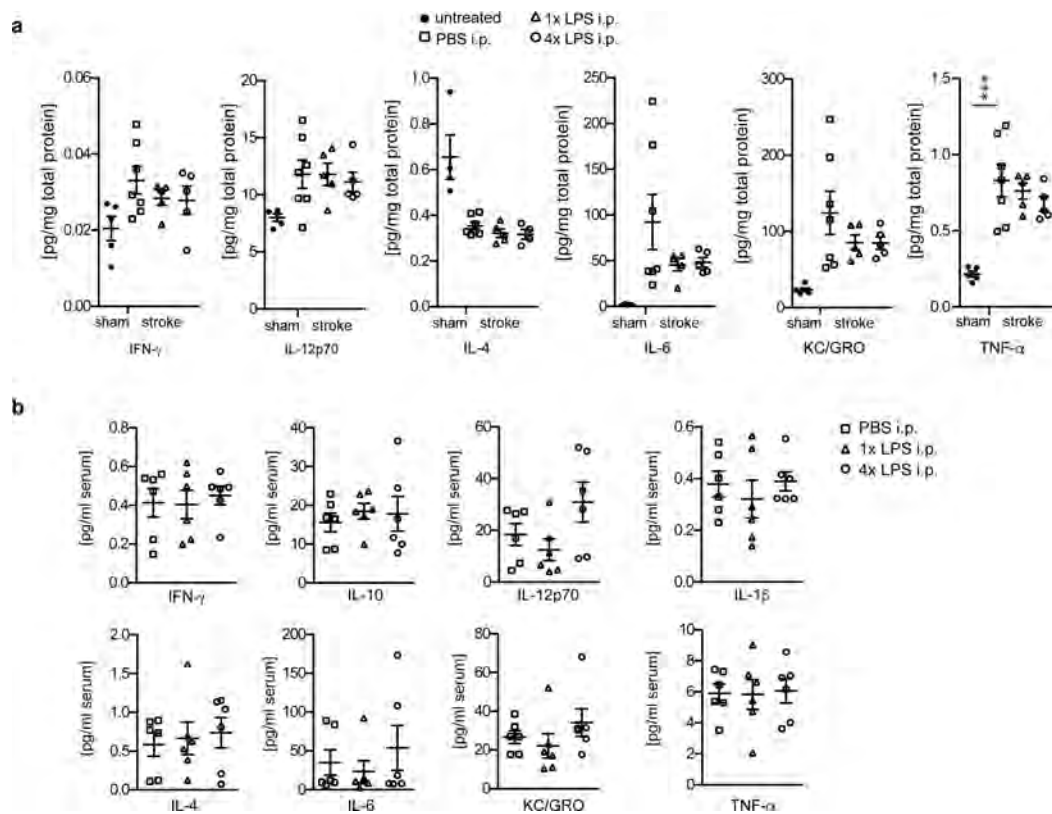 a
● untreated △ 1x LPS i.p.
□ PBS i.p. ○ 4x LPS i.p.
[pg/mg total protein]
0.06
0.04
0.02
0.00
sham stroke
IFN-γ
[pg/mg total protein]
20
15
10
5
0
sham stroke
IL-12p70
[pg/mg total protein]
1.0
0.8
0.6
0.4
0.2
0.0
sham stroke
IL-4
[pg/mg total protein]
250
200
150
100
50
0
sham stroke
IL-6
[pg/mg total protein]
300
200
100
0
sham stroke
KC/GRO
[pg/mg total protein]
1.5
1.0
0.5
0.0
***
sham stroke
TNF-α
b
□ PBS i.p.
△ 1x LPS i.p.
○ 4x LPS i.p.
[pg/ml serum]
0.8
0.6
0.4
0.2
0.0
IFN-γ
[pg/ml serum]
40
30
20
10
0
IL-10
[pg/ml serum]
60
40
20
0
IL-12p70
[pg/ml serum]
0.6
0.4
0.2
0.0
IL-1β
[pg/ml serum]
2.0
1.5
1.0
0.5
0.0
IL-4
[pg/ml serum]
200
150
100
50
0
IL-6
[pg/ml serum]
80
60
40
20
0
KC/GRO
[pg/ml serum]
10
8
6
4
2
0
TNF-α